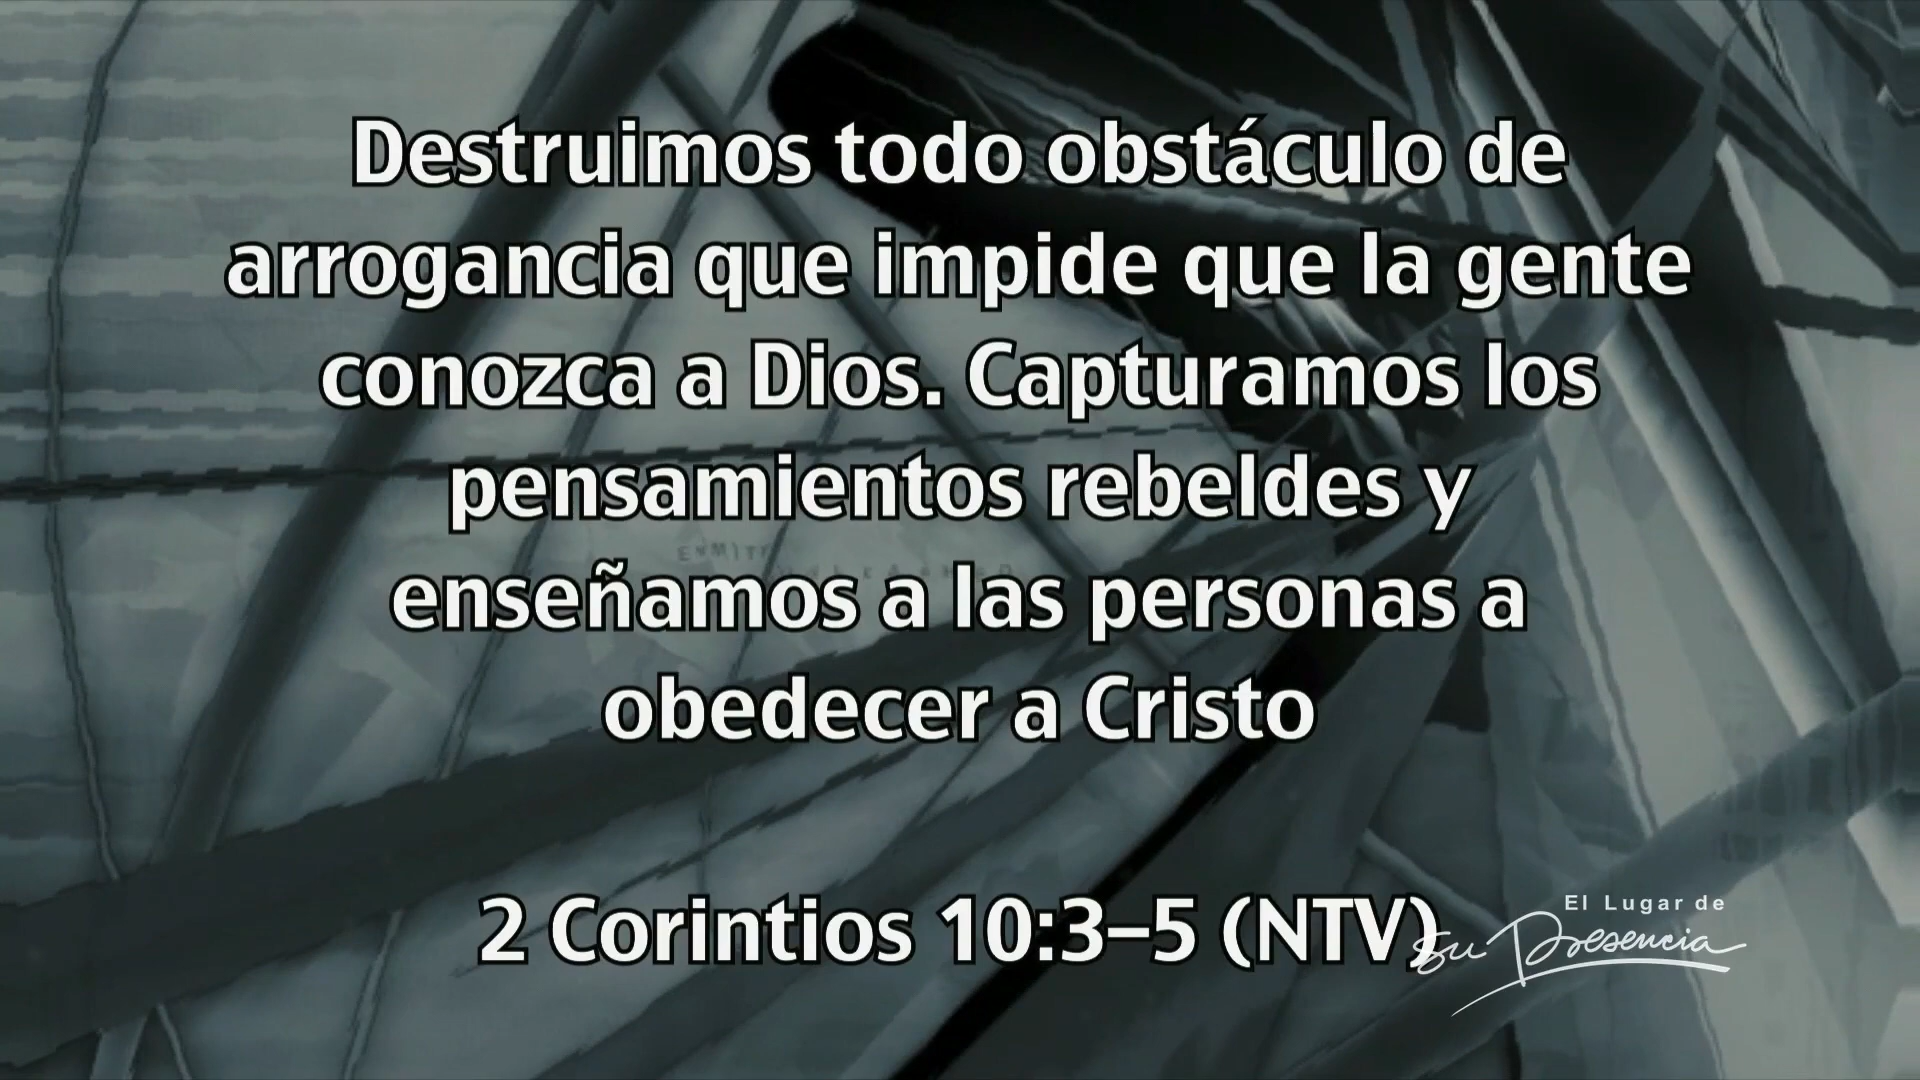 Destruimos todo obstáculo de
arrogancia que impide que la gente
conozca a Dios. Capturamos los
pensamientos rebeldes y
enseñamos a las personas a
obedecer a Cristo
2 Corintios 10:3–5 (NTV)
El Lugar de
Su Presencia